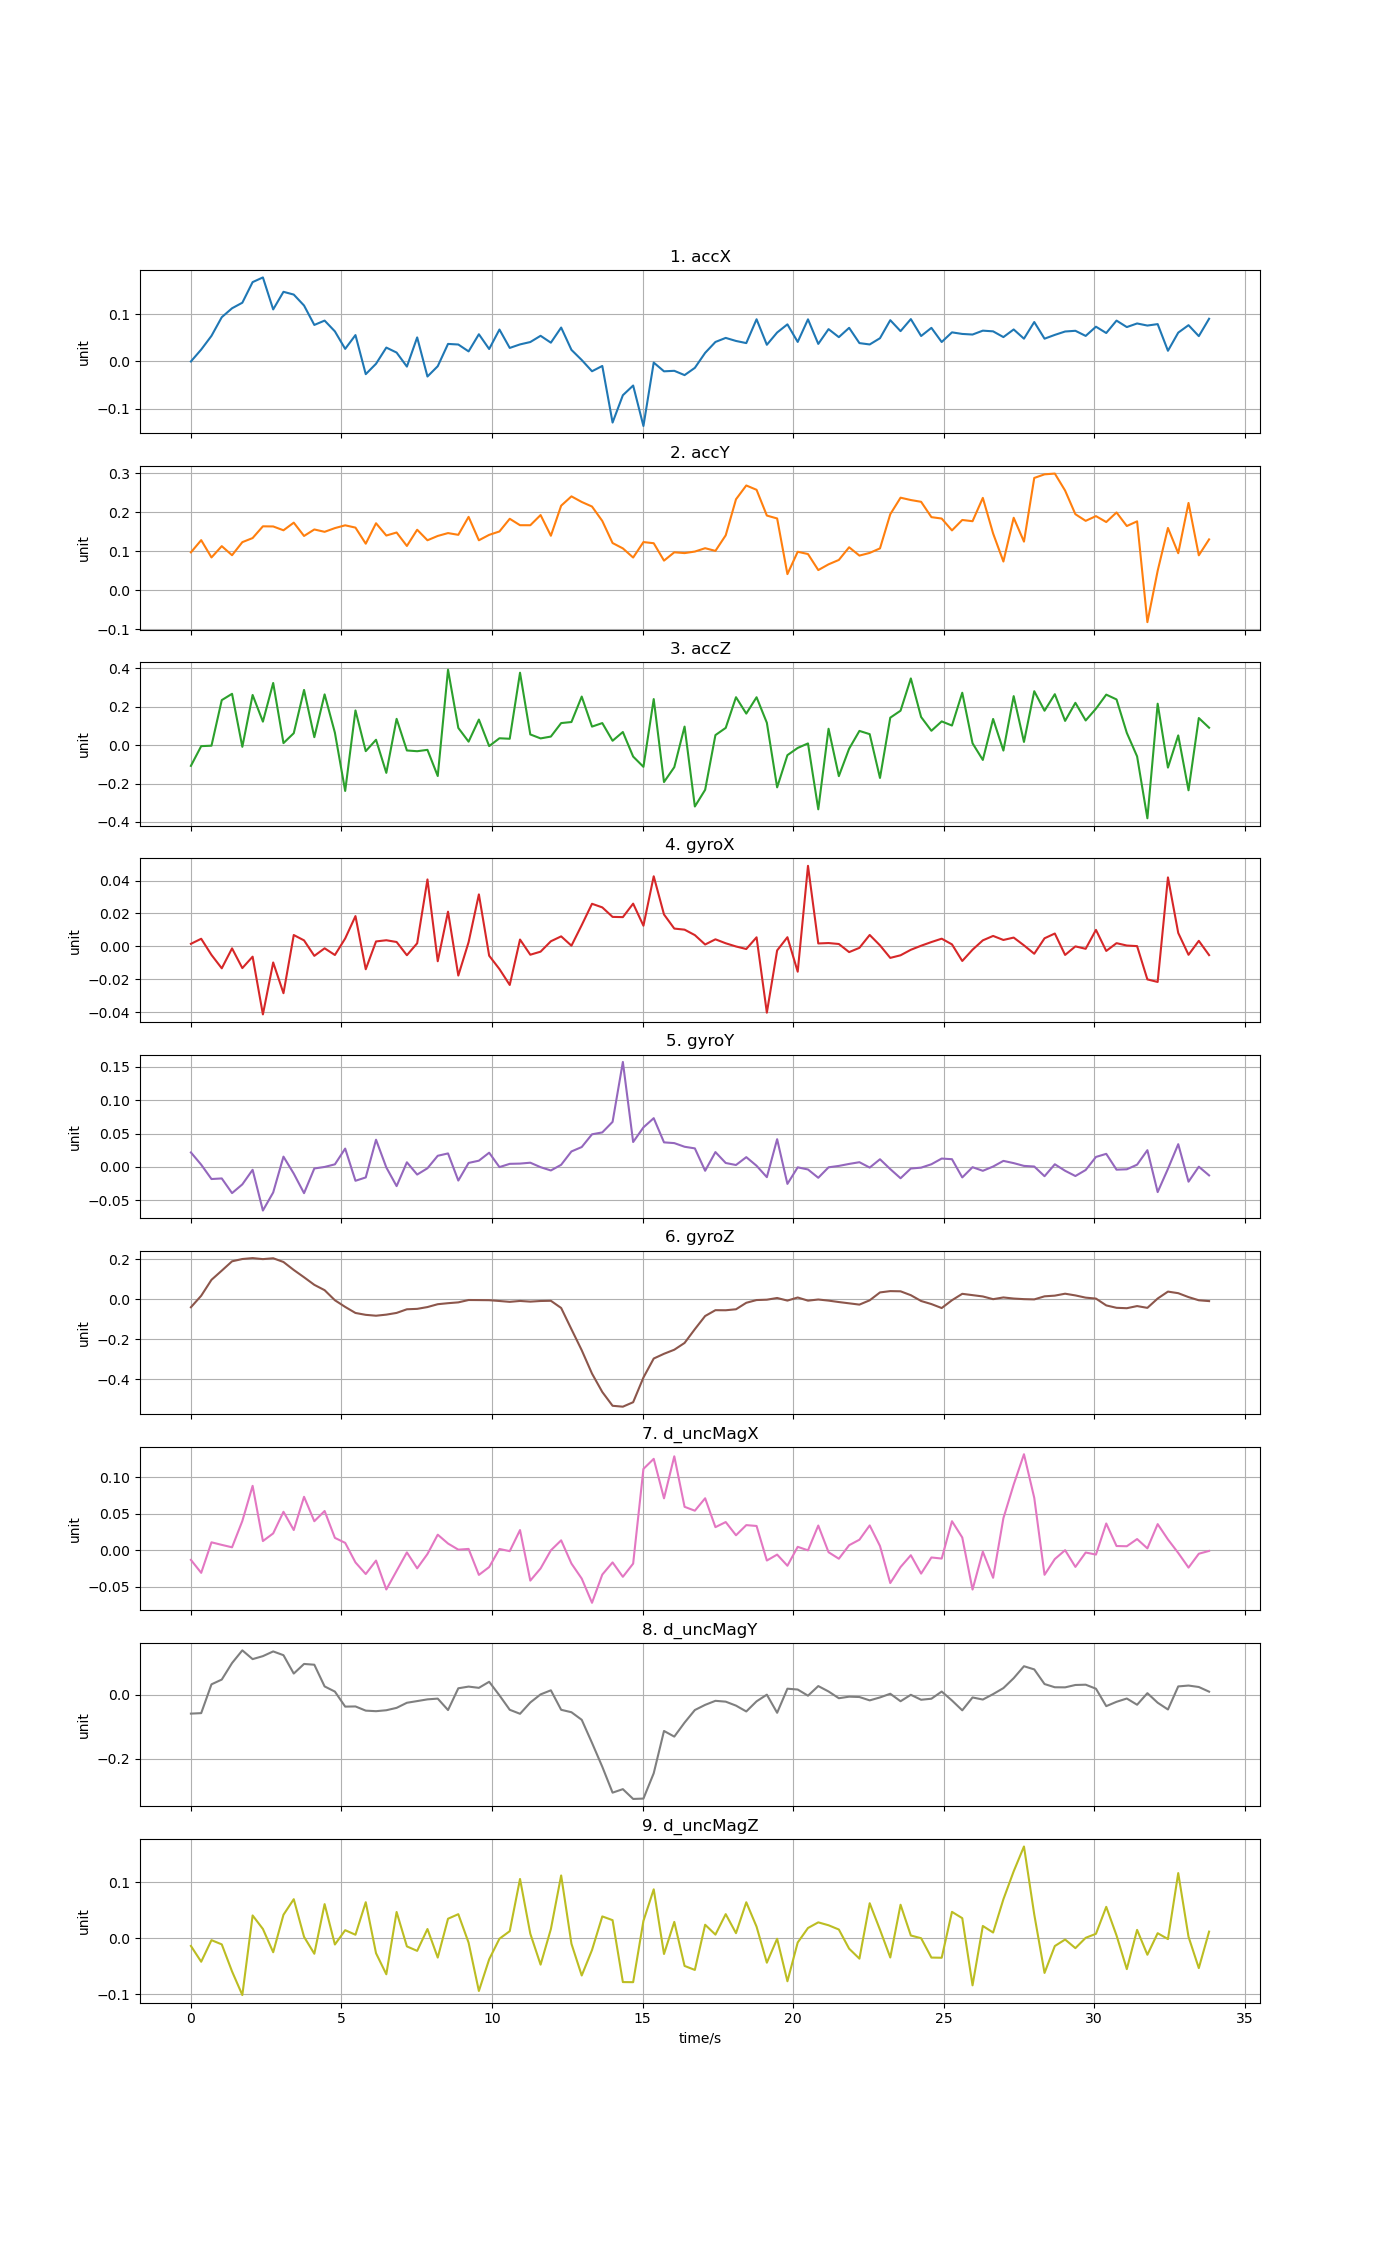 1. accX
unit
0.1
0.0
−0.1
2. accY
unit
0.3
0.2
0.1
0.0
−0.1
3. accZ
unit
0.4
0.2
0.0
−0.2
−0.4
4. gyroX
unit
0.04
0.02
0.00
−0.02
−0.04
5. gyroY
unit
0.15
0.10
0.05
0.00
−0.05
6. gyroZ
unit
0.2
0.0
−0.2
−0.4
7. d_uncMagX
unit
0.10
0.05
0.00
−0.05
8. d_uncMagY
unit
0.0
−0.2
9. d_uncMagZ
unit
0.1
0.0
−0.1
0 5 10 15 20 25 30 35
time/s